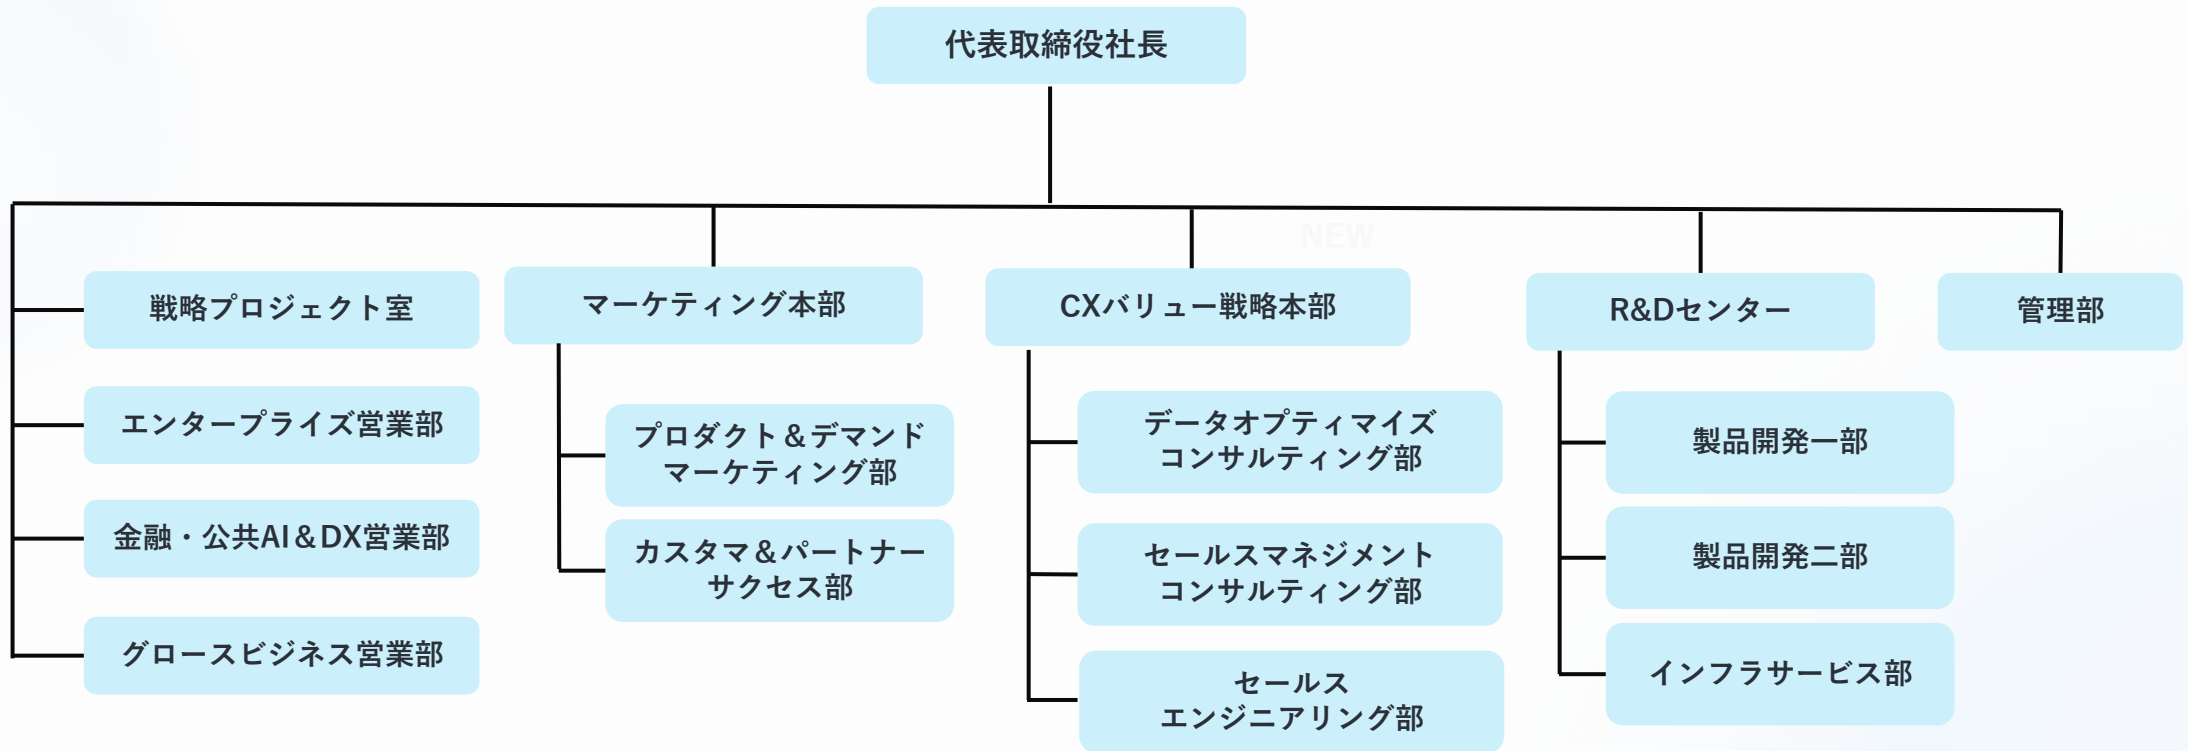 代表取締役社長
NEW
戦略プロジェクト室
エンタープライズ営業部
金融・公共AI＆DX営業部
グロースビジネス営業部
マーケティング本部
プロダクト＆デマンド
マーケティング部
カスタマ＆パートナー
サクセス部
CXバリュー戦略本部
データオプティマイズ
コンサルティング部
セールスマネジメント
コンサルティング部
セールス
エンジニアリング部
R&Dセンター
製品開発一部
製品開発二部
インフラサービス部
管理部